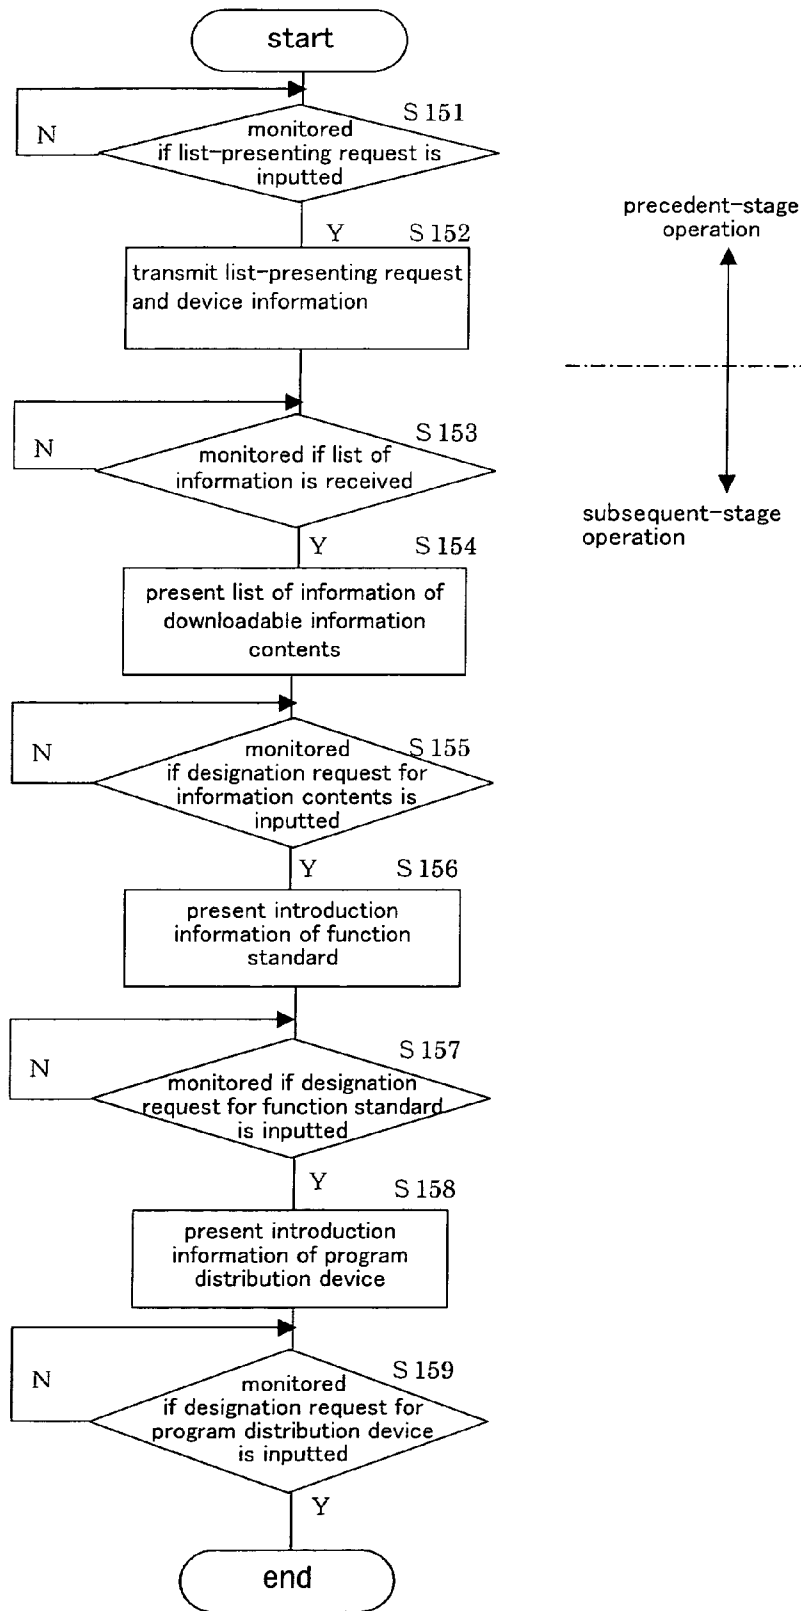 start
S 151
N
monitored
if list-presenting request is
inputted
Y
S 152
transmit list-presenting request
and device information
precedent-stage
operation
S 153
N
monitored if list of
information is received
subsequent-stage
operation
Y
S 154
present list of information of
downloadable information
contents
S 155
N
monitored
if designation request for
information contents is
inputted
Y
S 156
present introduction
information of function
standard
S 157
N
monitored if designation
request for function standard
is inputted
Y
S 158
present introduction
information of program
distribution device
S 159
N
monitored
if designation request for
program distribution device
is inputted
Y
end